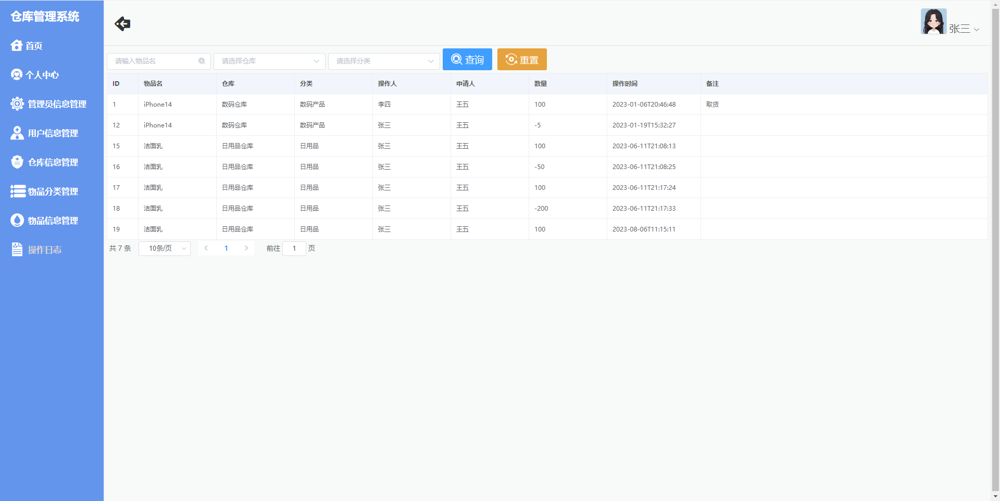 仓库管理系统
首页
个人中心
管理员信息管理
用户信息管理
仓库信息管理
物品分类管理
物品信息管理
操作日志
张三
请输入物品名 请选择仓库 请选择分类 查询 重置
ID 物品名 仓库 分类 操作人 申请人 数量 操作时间 备注
1 iPhone14 数码仓库 数码产品 李四 王五 100 2023-01-06T20:46:48 取货
12 iPhone14 数码仓库 数码产品 张三 王五 -5 2023-01-19T15:32:27
15 洁面乳 日用品仓库 日用品 张三 王五 100 2023-06-11T21:08:13
16 洁面乳 日用品仓库 日用品 张三 王五 -50 2023-06-11T21:08:25
17 洁面乳 日用品仓库 日用品 张三 王五 100 2023-06-11T21:17:24
18 洁面乳 日用品仓库 日用品 张三 王五 -200 2023-06-11T21:17:33
19 洁面乳 日用品仓库 日用品 张三 王五 100 2023-08-06T11:15:11
共 7 条 10条/页 1 前往 1 页